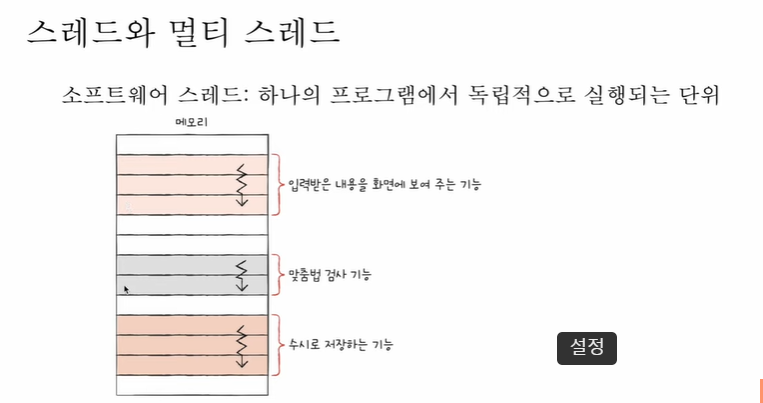 스레드와 멀티 스레드
소프트웨어 스레드: 하나의 프로그램에서 독립적으로 실행되는 단위
메모리
입력받은 내용을 화면에 보여 주는 기능
맞춤법 검사 기능
수시로 저장하는 기능
설정